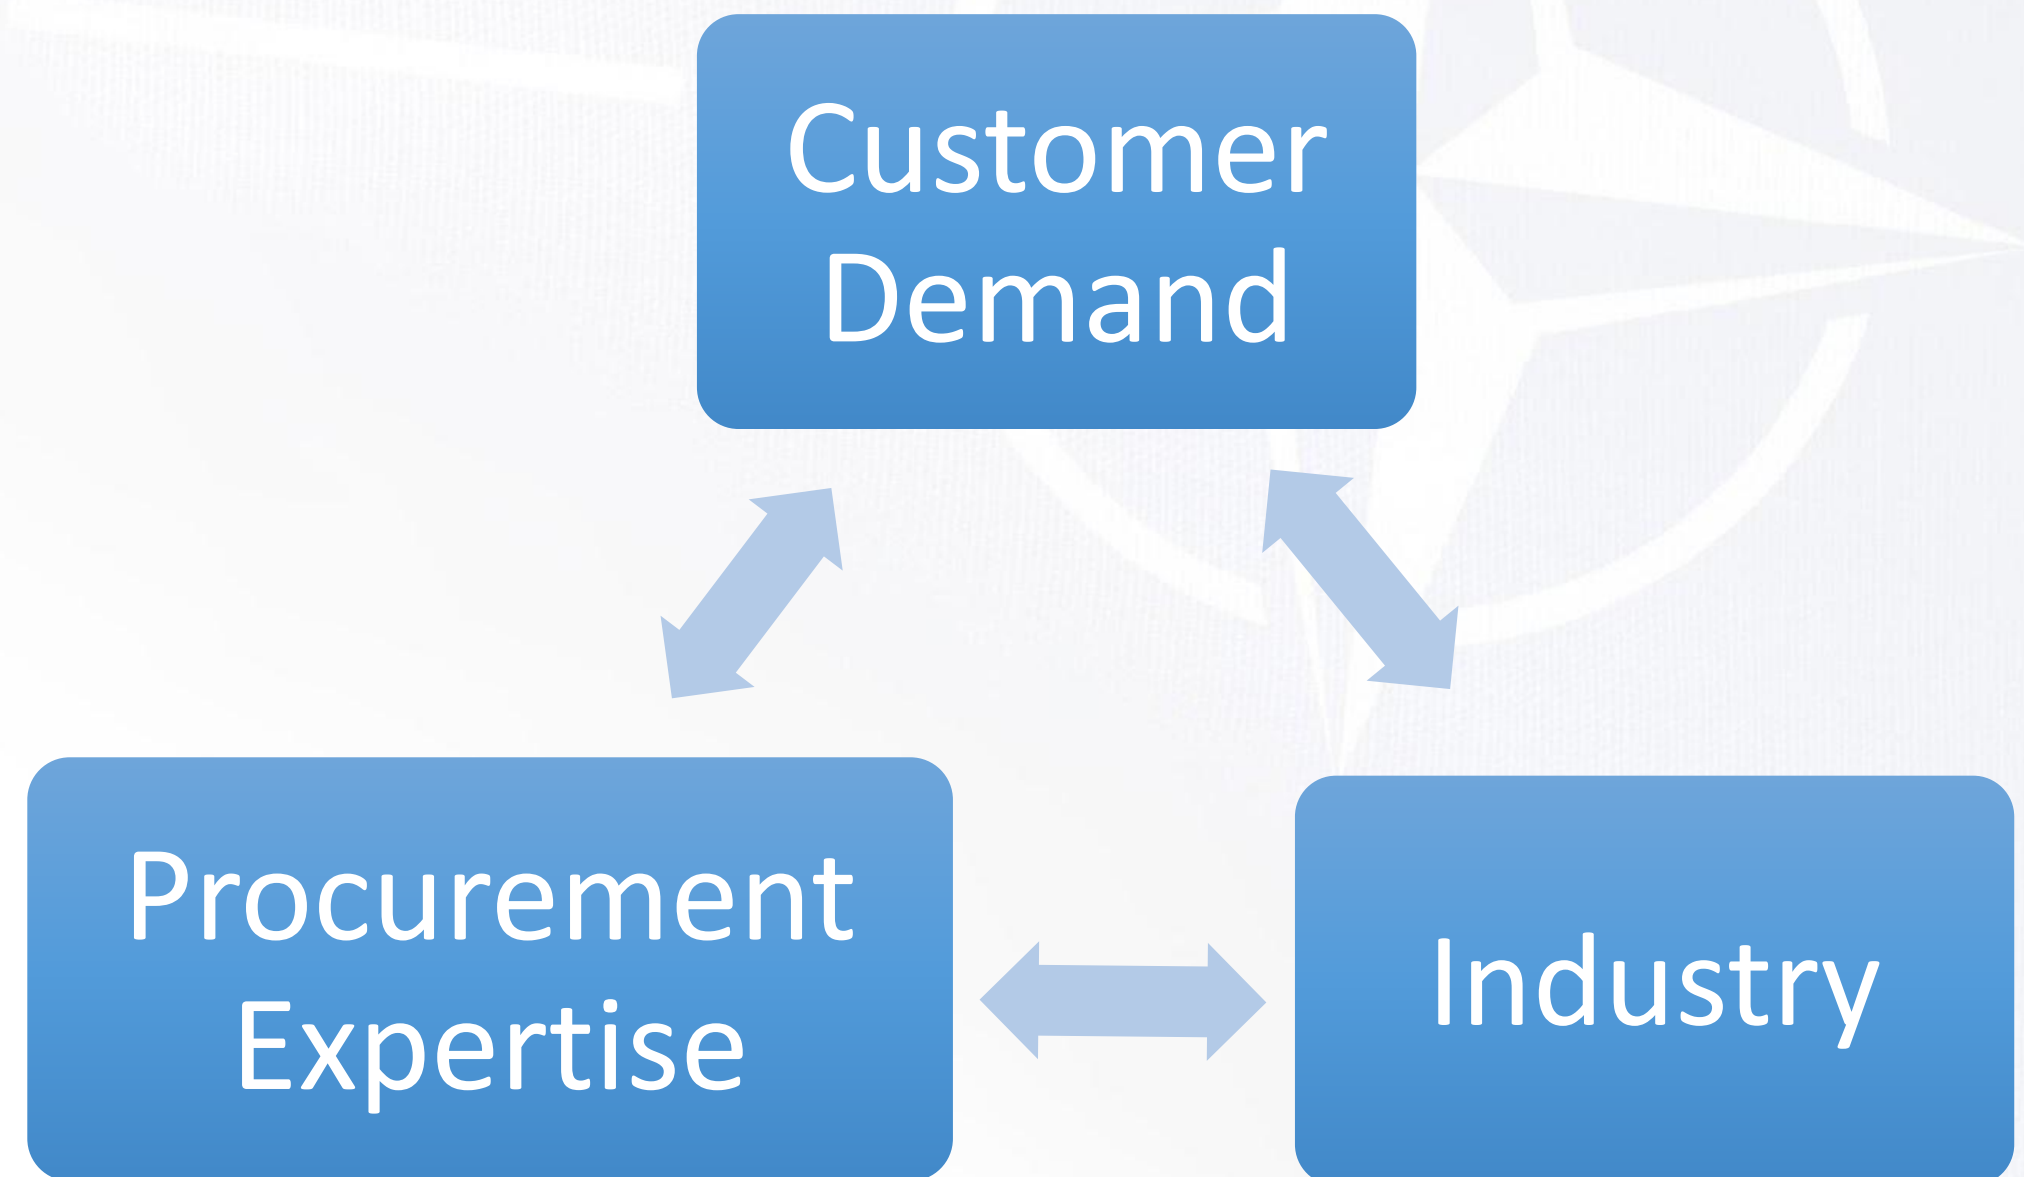 Customer
Demand
Procurement
Expertise
Industry